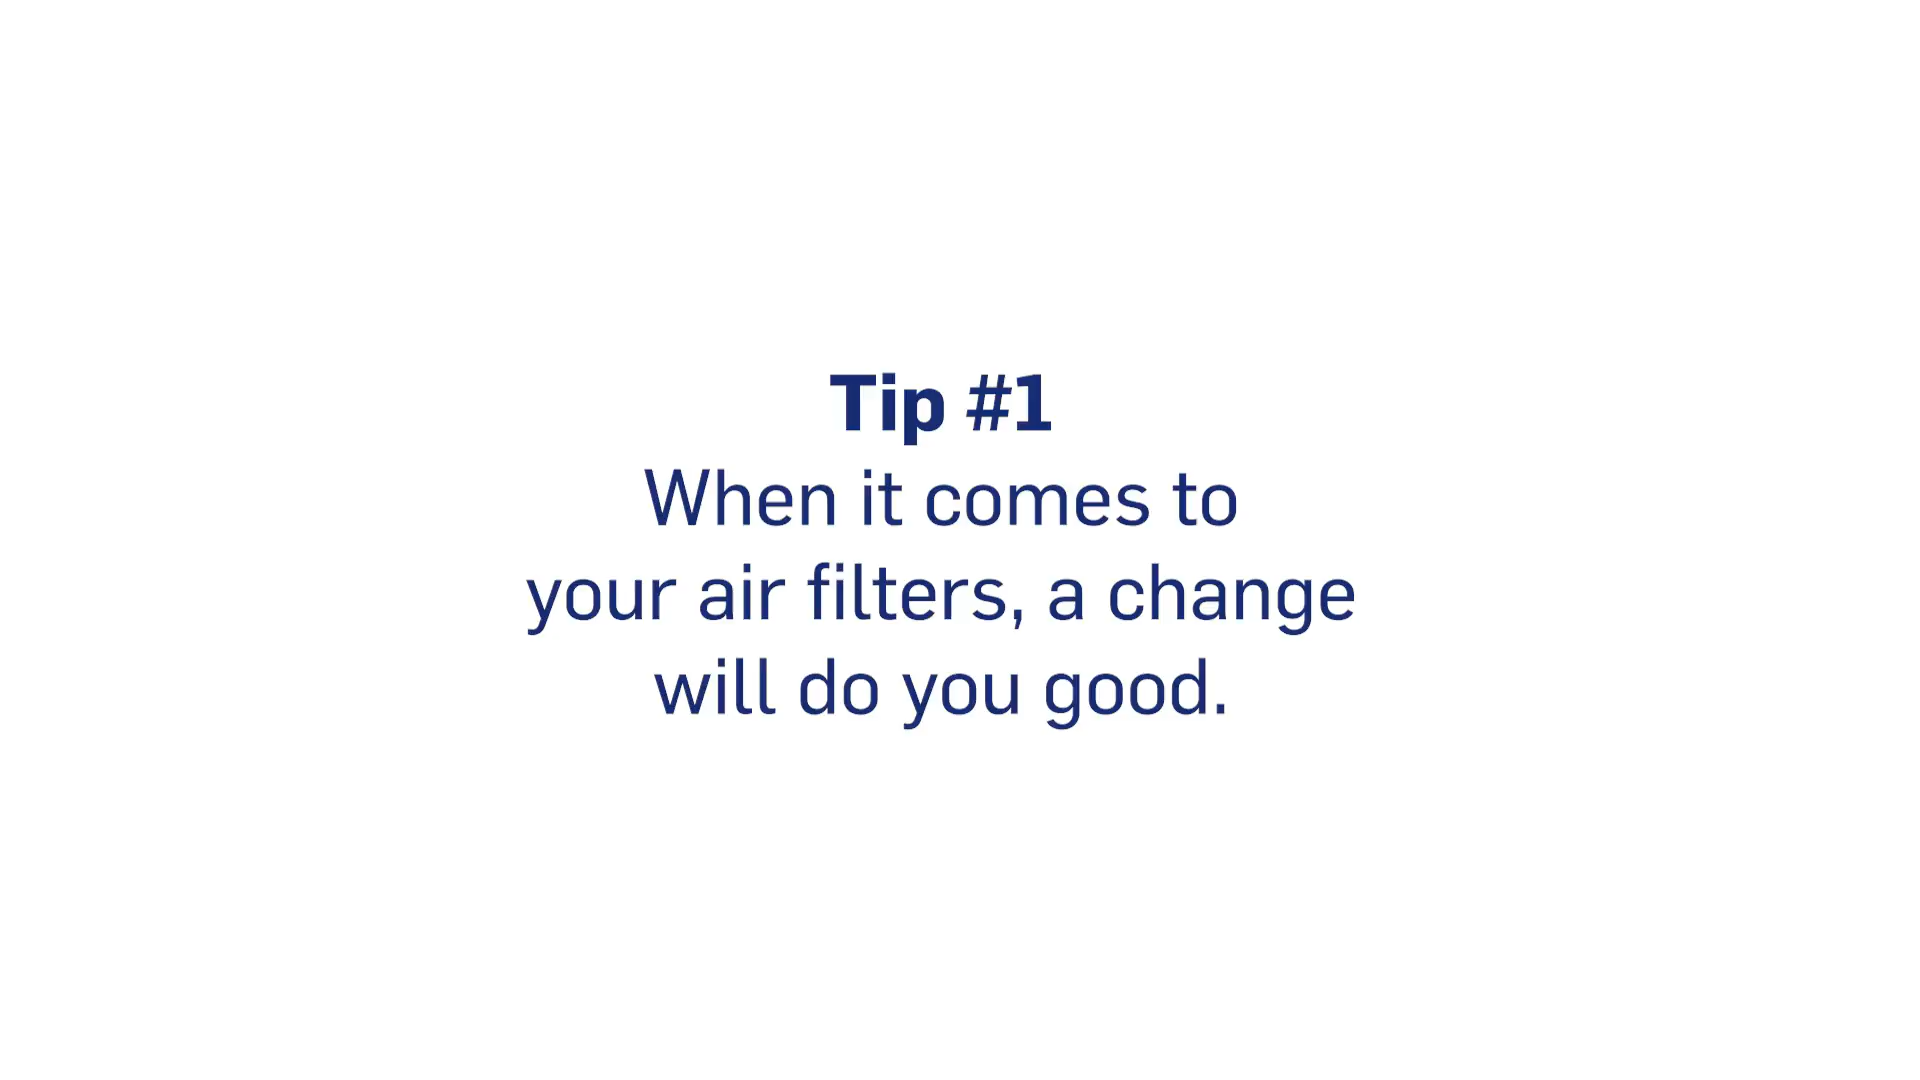 Tip #1
When it comes to
your air filters, a change
will do you good.